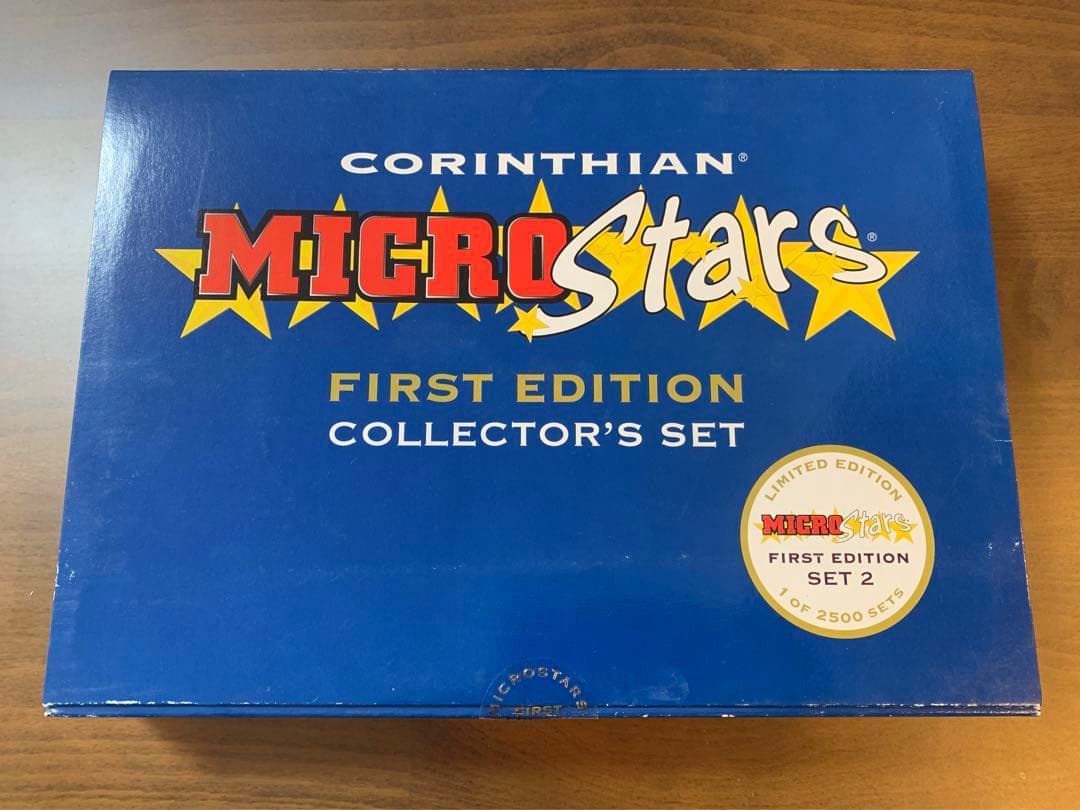 CORINTHIAN®
MICROStars®
FIRST EDITION
COLLECTOR'S SET
LIMITED EDITION
MICROStars
FIRST EDITION
SET 2
1 OF 2500 SETS
MICROSTARS
FIRST